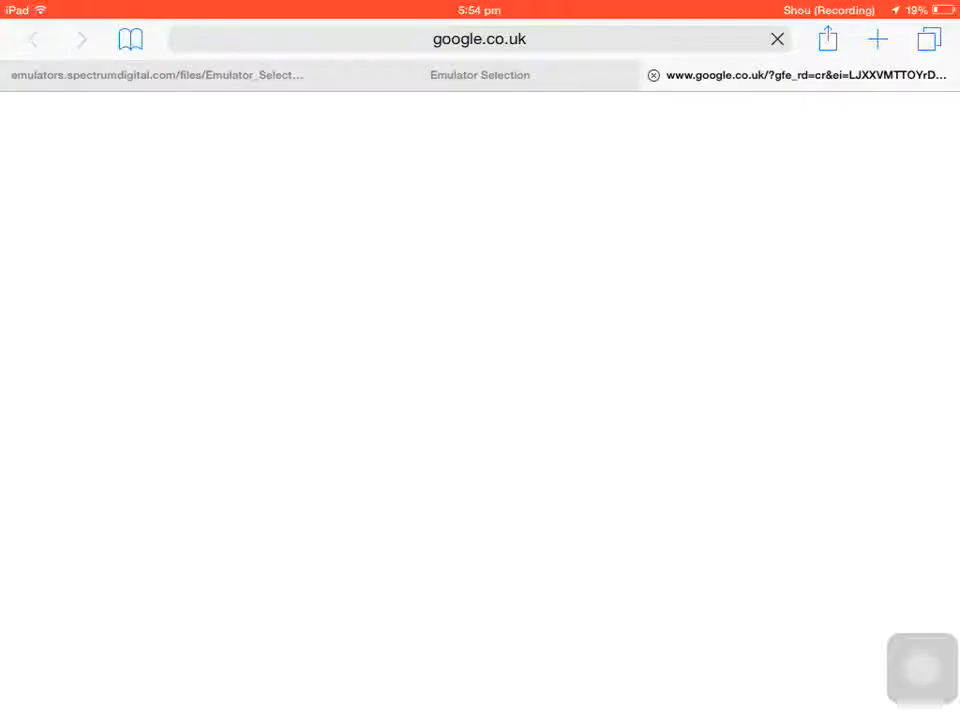 iPad 5:54 pm Shou (Recording) 19%
google.co.uk
emulators.spectrumdigital.com/files/Emulator_Select... Emulator Selection www.google.co.uk/?gfe_rd=cr&ei=LJXXVMTTOYrD...